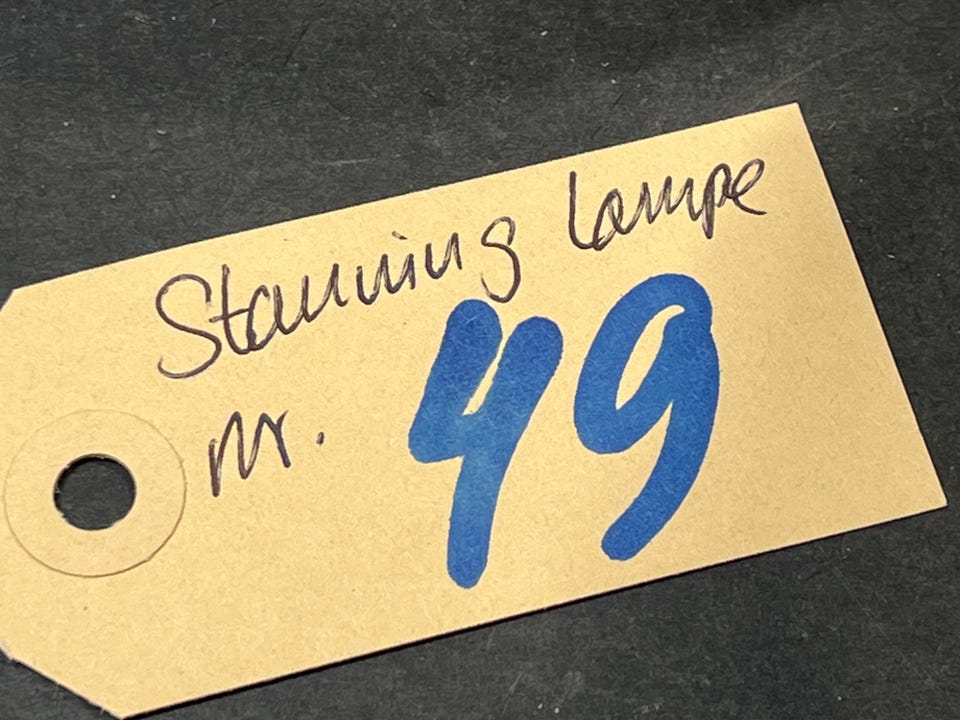 Stanning lampe
nr. 49